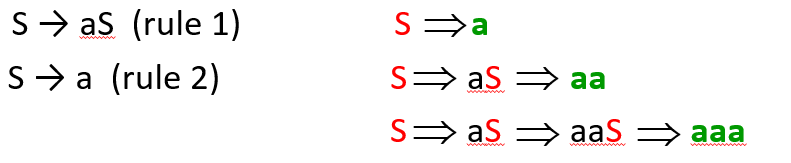 S → aS (rule 1) S ⟹ a
S → a (rule 2) S ⟹ aS ⟹ aa
S ⟹ aS ⟹ aaS ⟹ aaa